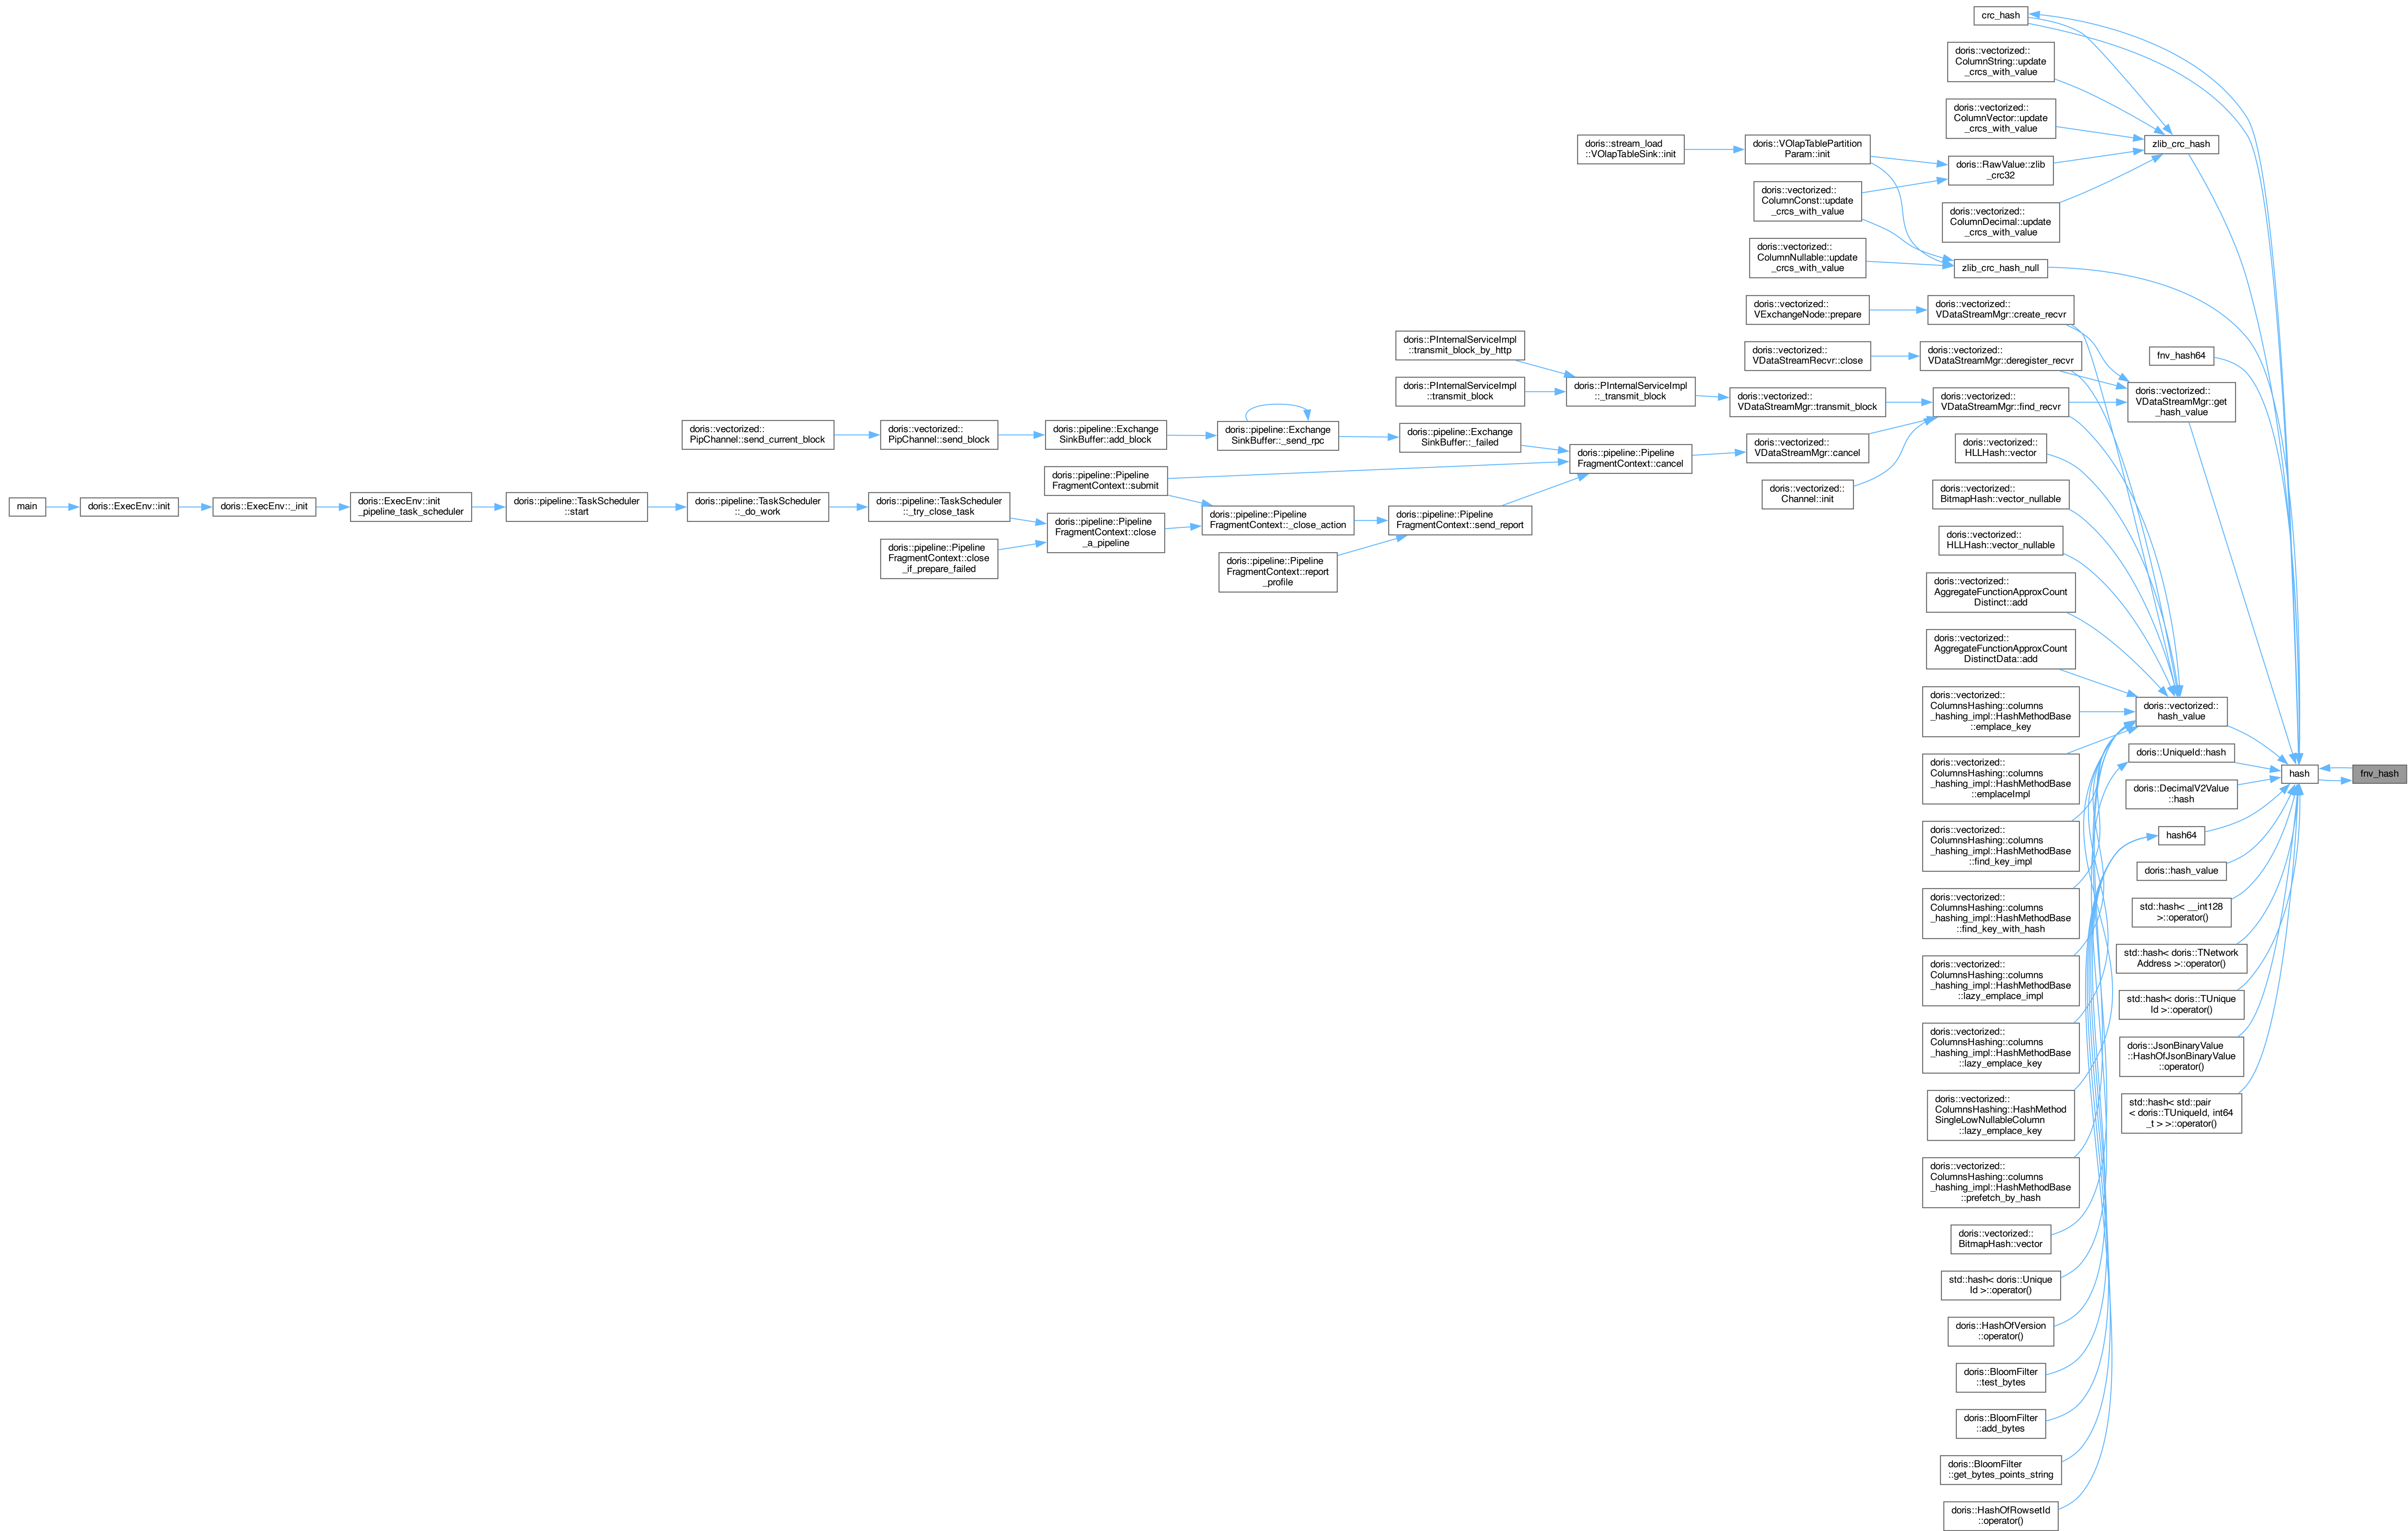 crc_hash
doris::vectorized::
ColumnString::update
_crcs_with_value
doris::vectorized::
ColumnVector::update
_crcs_with_value
zlib_crc_hash
doris::stream_load
::VOlapTableSink::init
doris::VOlapTablePartition
Param::init
doris::RawValue::zlib
_crc32
doris::vectorized::
ColumnConst::update
_crcs_with_value
doris::vectorized::
ColumnDecimal::update
_crcs_with_value
doris::vectorized::
ColumnNullable::update
_crcs_with_value
zlib_crc_hash_null
doris::vectorized::
VExchangeNode::prepare
doris::vectorized::
VDataStreamMgr::create_recvr
doris::PInternalServiceImpl
::transmit_block_by_http
doris::vectorized::
VDataStreamRecvr::close
doris::vectorized::
VDataStreamMgr::deregister_recvr
fnv_hash64
doris::PInternalServiceImpl
::transmit_block
doris::PInternalServiceImpl
::_transmit_block
doris::vectorized::
VDataStreamMgr::transmit_block
doris::vectorized::
VDataStreamMgr::find_recvr
doris::vectorized::
VDataStreamMgr::get
_hash_value
doris::vectorized::
PipChannel::send_current_block
doris::vectorized::
PipChannel::send_block
doris::pipeline::Exchange
SinkBuffer::add_block
doris::pipeline::Exchange
SinkBuffer::_send_rpc
doris::pipeline::Exchange
SinkBuffer::_failed
doris::pipeline::Pipeline
FragmentContext::cancel
doris::vectorized::
VDataStreamMgr::cancel
doris::vectorized::
HLLHash::vector
doris::pipeline::Pipeline
FragmentContext::submit
doris::vectorized::
Channel::init
doris::vectorized::
BitmapHash::vector_nullable
main
doris::ExecEnv::init
doris::ExecEnv::_init
doris::ExecEnv::init
_pipeline_task_scheduler
doris::pipeline::TaskScheduler
::start
doris::pipeline::TaskScheduler
::_do_work
doris::pipeline::TaskScheduler
::_try_close_task
doris::pipeline::Pipeline
FragmentContext::close
_a_pipeline
doris::pipeline::Pipeline
FragmentContext::_close_action
doris::pipeline::Pipeline
FragmentContext::send_report
doris::vectorized::
HLLHash::vector_nullable
doris::pipeline::Pipeline
FragmentContext::close
_if_prepare_failed
doris::pipeline::Pipeline
FragmentContext::report
_profile
doris::vectorized::
AggregateFunctionApproxCount
Distinct::add
doris::vectorized::
AggregateFunctionApproxCount
DistinctData::add
doris::vectorized::
ColumnsHashing::columns
_hashing_impl::HashMethodBase
::emplace_key
doris::vectorized::
hash_value
doris::UniqueId::hash
doris::vectorized::
ColumnsHashing::columns
_hashing_impl::HashMethodBase
::emplaceImpl
hash
fnv_hash
doris::DecimalV2Value
::hash
doris::vectorized::
ColumnsHashing::columns
_hashing_impl::HashMethodBase
::find_key_impl
hash64
doris::hash_value
doris::vectorized::
ColumnsHashing::columns
_hashing_impl::HashMethodBase
::find_key_with_hash
std::hash< __int128
>::operator()
std::hash< doris::TNetwork
Address >::operator()
doris::vectorized::
ColumnsHashing::columns
_hashing_impl::HashMethodBase
::lazy_emplace_impl
std::hash< doris::TUnique
Id >::operator()
doris::vectorized::
ColumnsHashing::columns
_hashing_impl::HashMethodBase
::lazy_emplace_key
doris::JsonBinaryValue
::HashOfJsonBinaryValue
::operator()
doris::vectorized::
ColumnsHashing::HashMethod
SingleLowNullableColumn
::lazy_emplace_key
std::hash< std::pair
< doris::TUniqueId, int64
_t > >::operator()
doris::vectorized::
ColumnsHashing::columns
_hashing_impl::HashMethodBase
::prefetch_by_hash
doris::vectorized::
BitmapHash::vector
std::hash< doris::Unique
Id >::operator()
doris::HashOfVersion
::operator()
doris::BloomFilter
::test_bytes
doris::BloomFilter
::add_bytes
doris::BloomFilter
::get_bytes_points_string
doris::HashOfRowsetId
::operator()